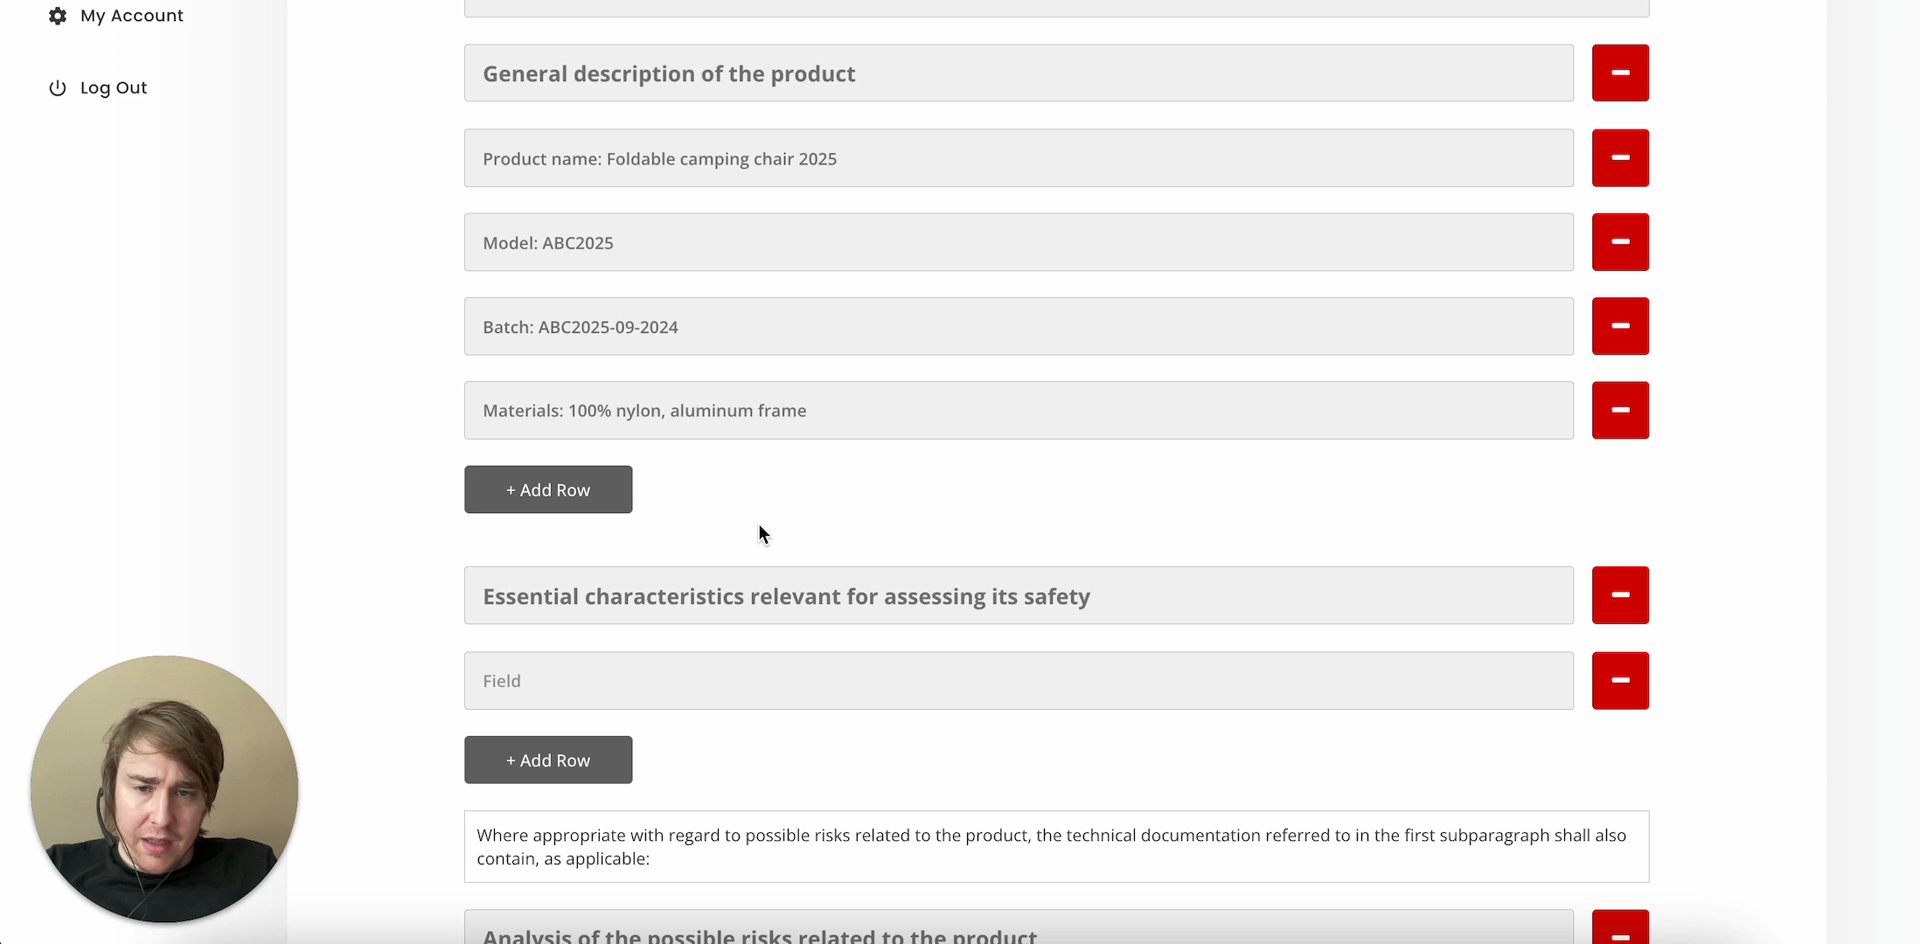 My Account
Log Out
General description of the product
Product name: Foldable camping chair 2025
Model: ABC2025
Batch: ABC2025-09-2024
Materials: 100% nylon, aluminum frame
+ Add Row
Essential characteristics relevant for assessing its safety
Field
+ Add Row
Where appropriate with regard to possible risks related to the product, the technical documentation referred to in the first subparagraph shall also
contain, as applicable:
Analysis of the possible risks related to the product